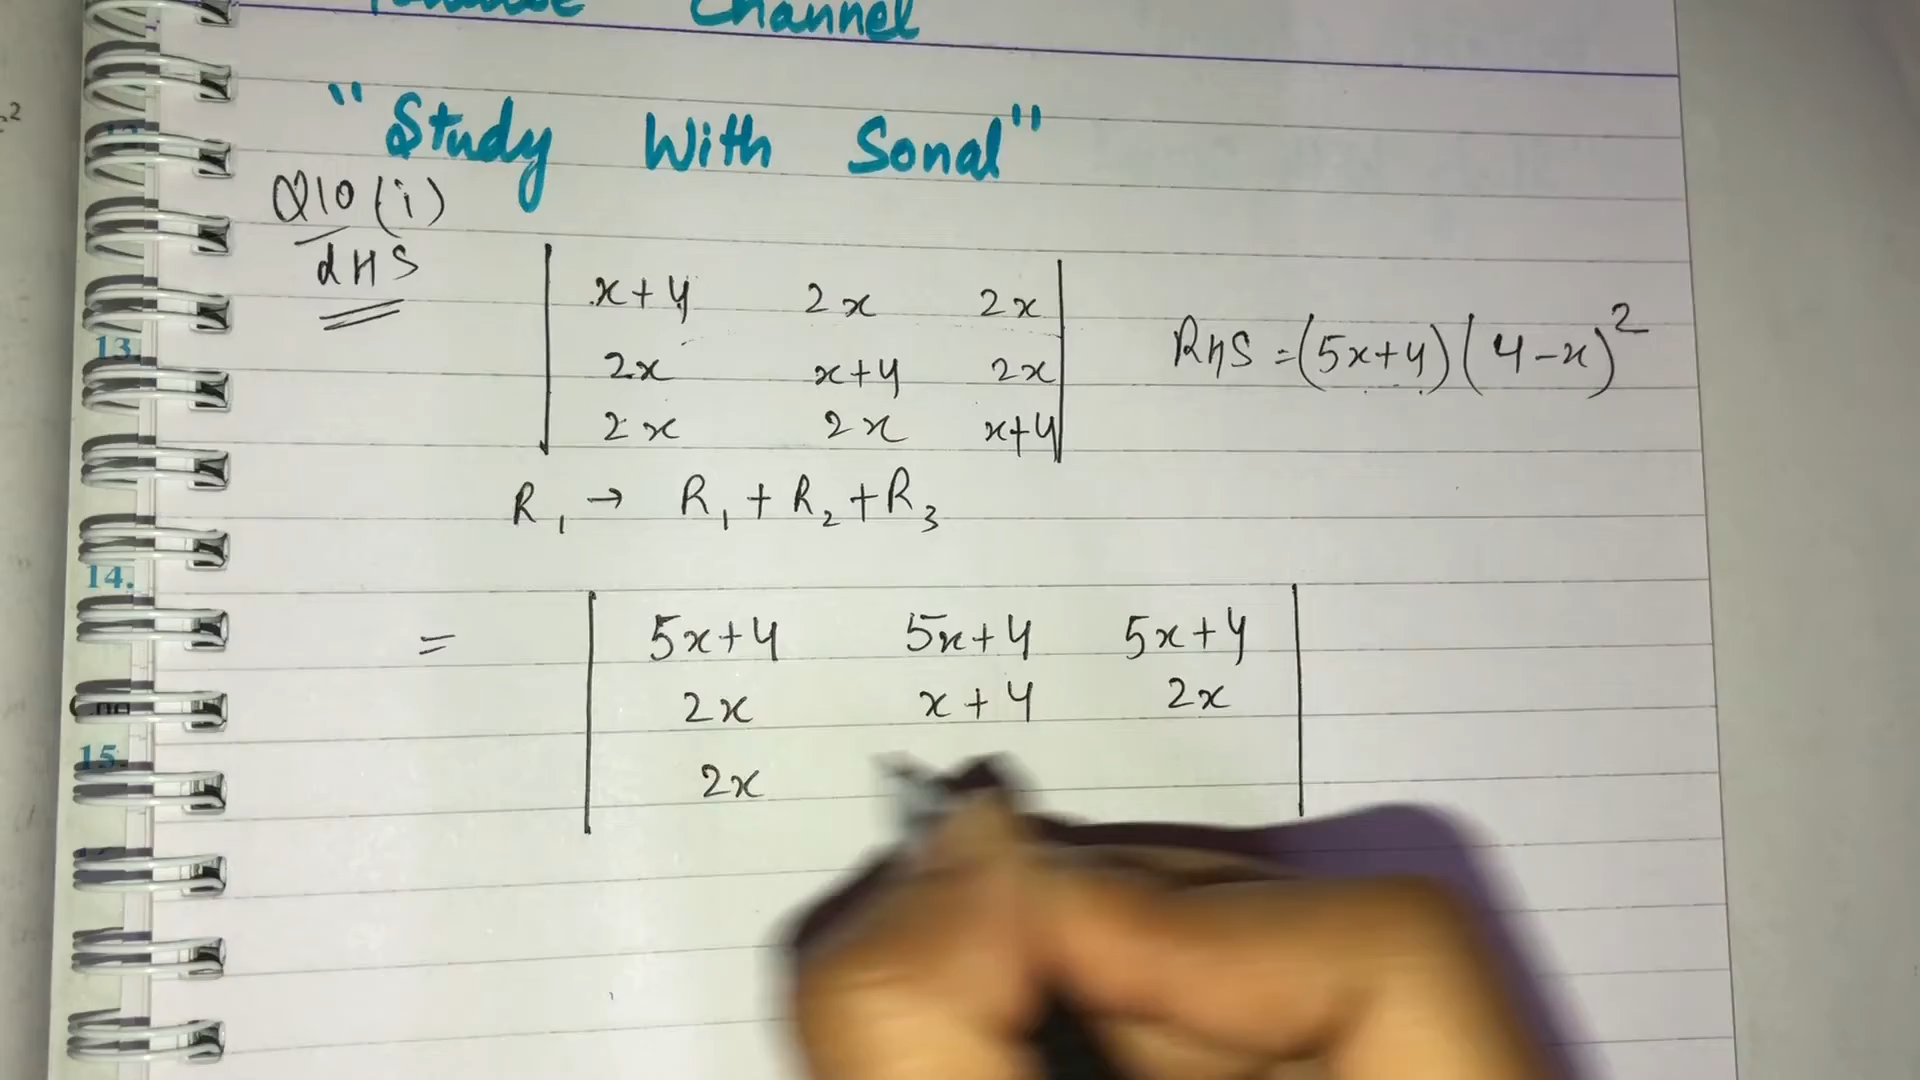 Channel
"Study With Sonal"
Q10 (i)
LHS
x+4 2x 2x
2x x+4 2x
2x 2x x+4
RHS = (5x+4)(4-x)²
R₁ → R₁ + R₂ + R₃
= 5x+4 5x+4 5x+4
2x x+4 2x
2x
13.
14.
15.